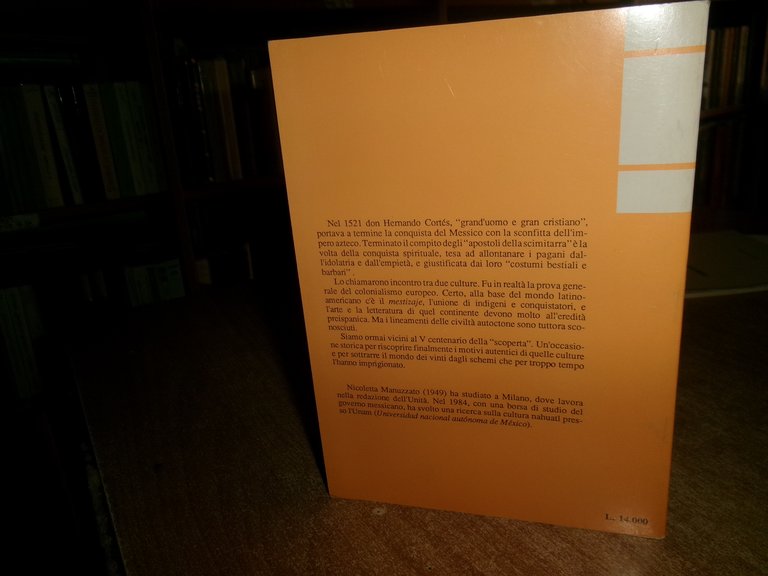 Nel 1521 don Hernando Cortés, "grand'uomo e gran cristiano",
portava a termine la conquista del Messico con la sconfitta dell'im-
pero azteco. Terminato il compito degli "apostoli della scimitarra" è la
volta della conquista spirituale, tesa ad allontanare i pagani dal-
l'idolatria e dall'empietà, e giustificata dai loro "costumi bestiali e
barbari".
Lo chiamarono incontro tra due culture. Fu in realtà la prova gene-
rale del colonialismo europeo. Certo, alla base del mondo latino-
americano c'è il mestizaje, l'unione di indigeni e conquistatori, e
l'arte e la letteratura di quel continente devono molto all'eredità
preispanica. Ma i lineamenti delle civiltà autoctone sono tuttora sco-
nosciuti.
Siamo ormai vicini al V centenario della "scoperta". Un'occasio-
ne storica per riscoprire finalmente i motivi autentici di quelle culture
e per sottrarre il mondo dei vinti dagli schemi che per troppo tempo
l'hanno imprigionato.
Nicoletta Manuzzato (1949) ha studiato a Milano, dove lavora
nella redazione dell'Unità. Nel 1984, con una borsa di studio del
governo messicano, ha svolto una ricerca sulla cultura nahuatl pres-
so l'Unam (Universidad nacional autónoma de México).
L. 14.000